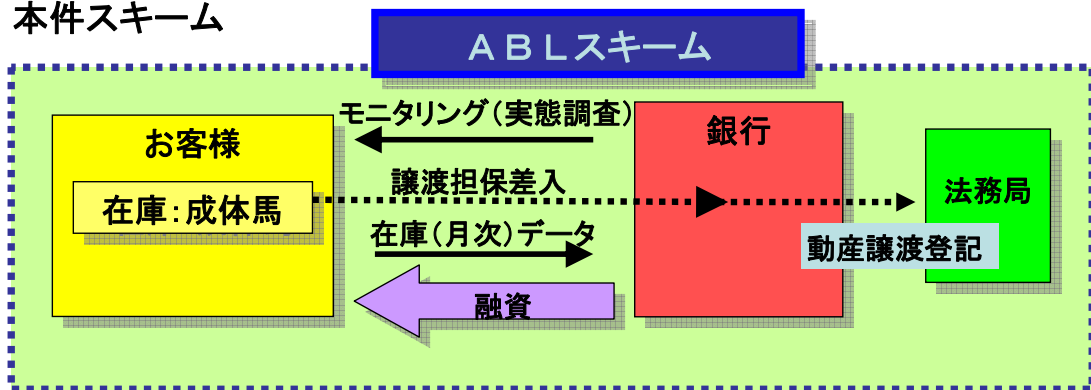 本件スキーム
ＡＢＬスキーム
モニタリング（実態調査）
お客様
銀行
譲渡担保差入
法務局
在庫：成体馬
在庫（月次）データ
動産譲渡登記
融資